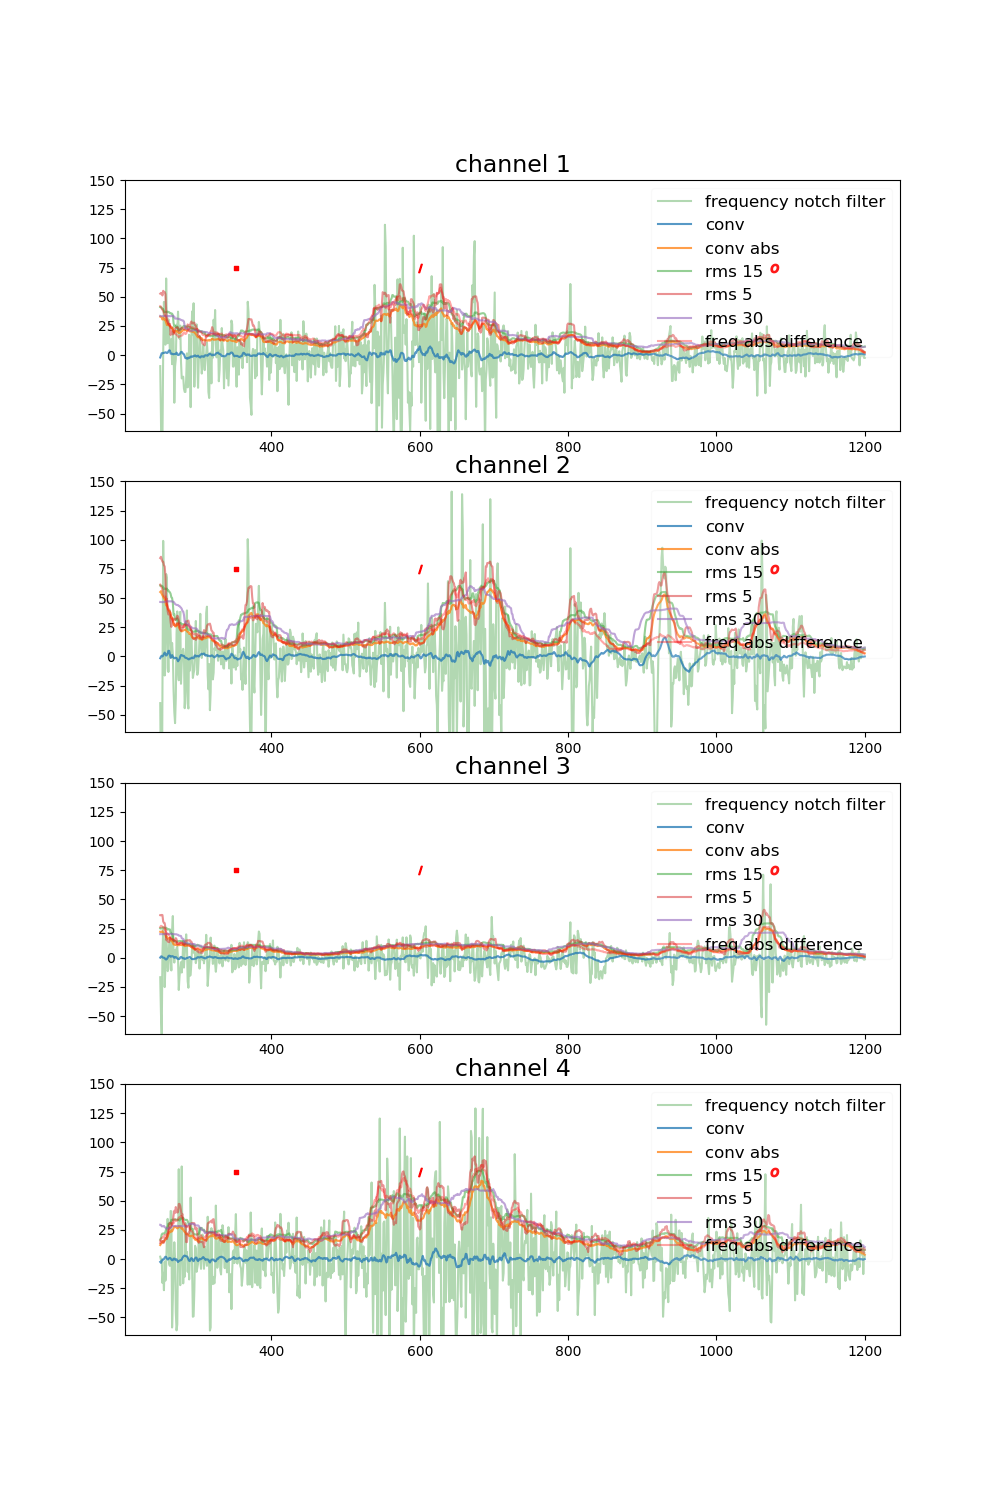 channel 1
150
125
100
75
50
25
0
−25
−50
frequency notch filter
conv
conv abs
rms 15
rms 5
rms 30
freq abs difference
. ı o
400 600 800 1000 1200
channel 2
150
125
100
75
50
25
0
−25
−50
frequency notch filter
conv
conv abs
rms 15
rms 5
rms 30
freq abs difference
. ı o
400 600 800 1000 1200
channel 3
150
125
100
75
50
25
0
−25
−50
frequency notch filter
conv
conv abs
rms 15
rms 5
rms 30
freq abs difference
. ı o
400 600 800 1000 1200
channel 4
150
125
100
75
50
25
0
−25
−50
frequency notch filter
conv
conv abs
rms 15
rms 5
rms 30
freq abs difference
. ı o
400 600 800 1000 1200